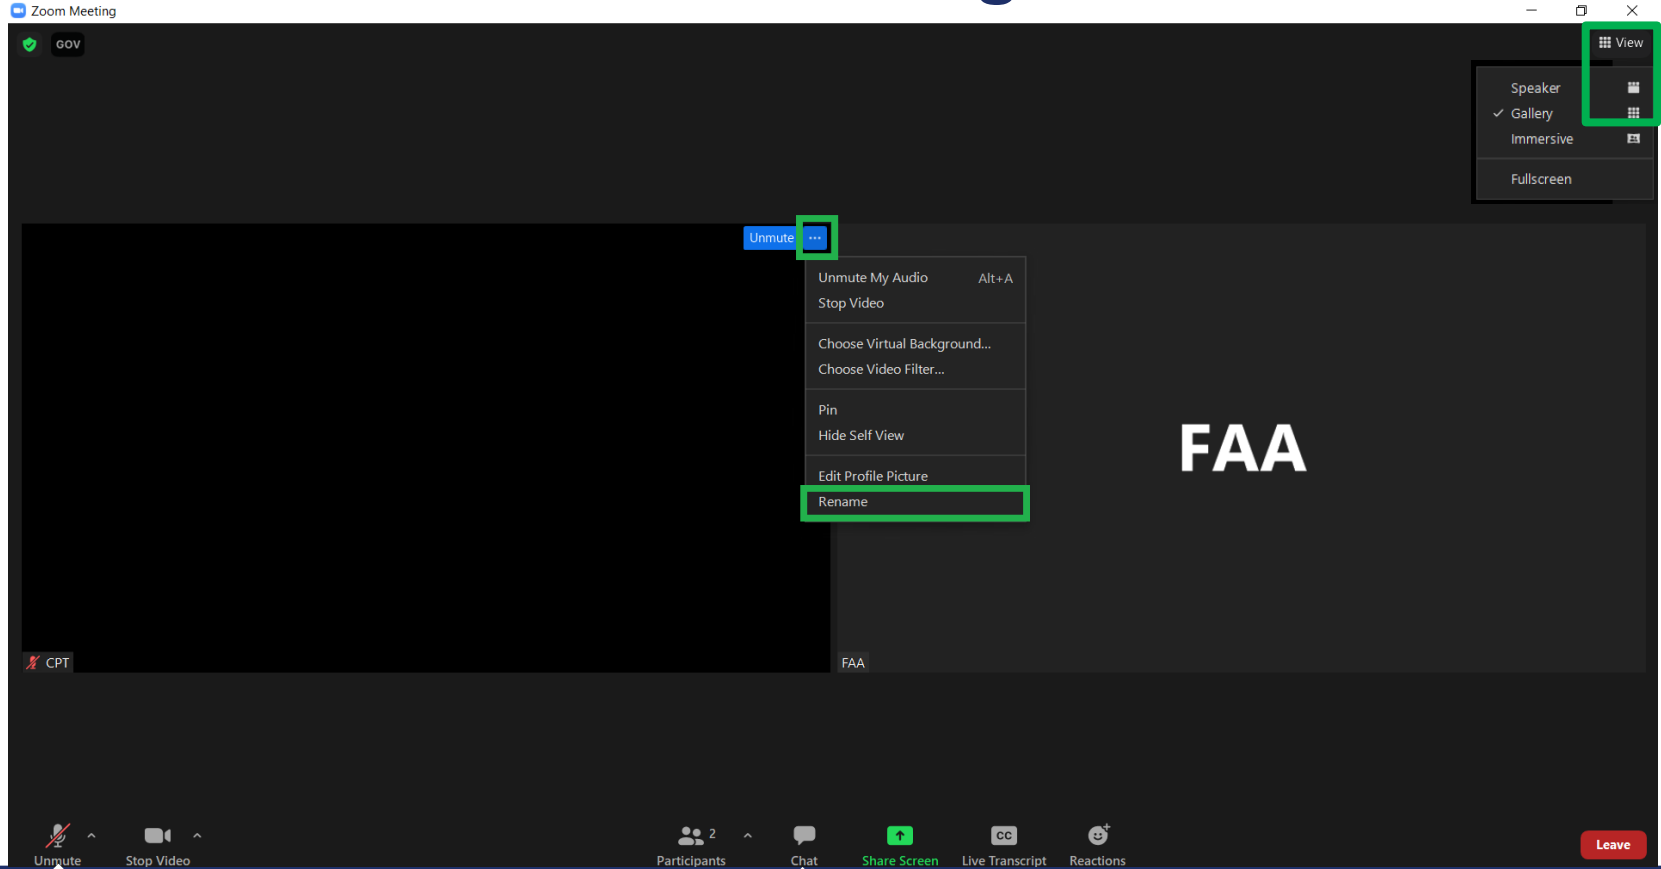 Zoom Meeting
GOV
View
Speaker
Gallery
Immersive
Fullscreen
Unmute ...
Unmute My Audio Alt+A
Stop Video
Choose Virtual Background...
Choose Video Filter...
Pin
Hide Self View
Edit Profile Picture
Rename
FAA
CPT
FAA
2
CC
Unmute
Stop Video
Participants
Chat
Share Screen
Live Transcript
Reactions
Leave